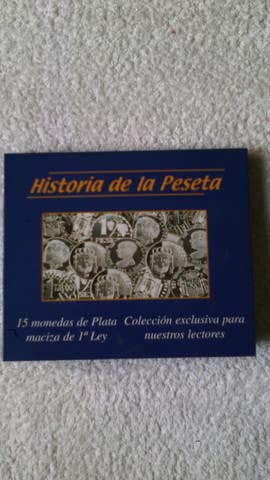 Historia de la Peseta
15 monedas de Plata
maciza de 1ª Ley
Colección exclusiva para
nuestros lectores